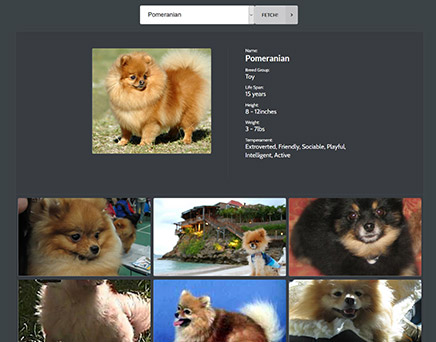 Pomeranian
FETCH!
Name:
Pomeranian
Breed Group:
Toy
Life Span:
15 years
Height:
8 - 12inches
Weight:
3 - 7lbs
Temperament:
Extroverted, Friendly, Sociable, Playful,
Intelligent, Active